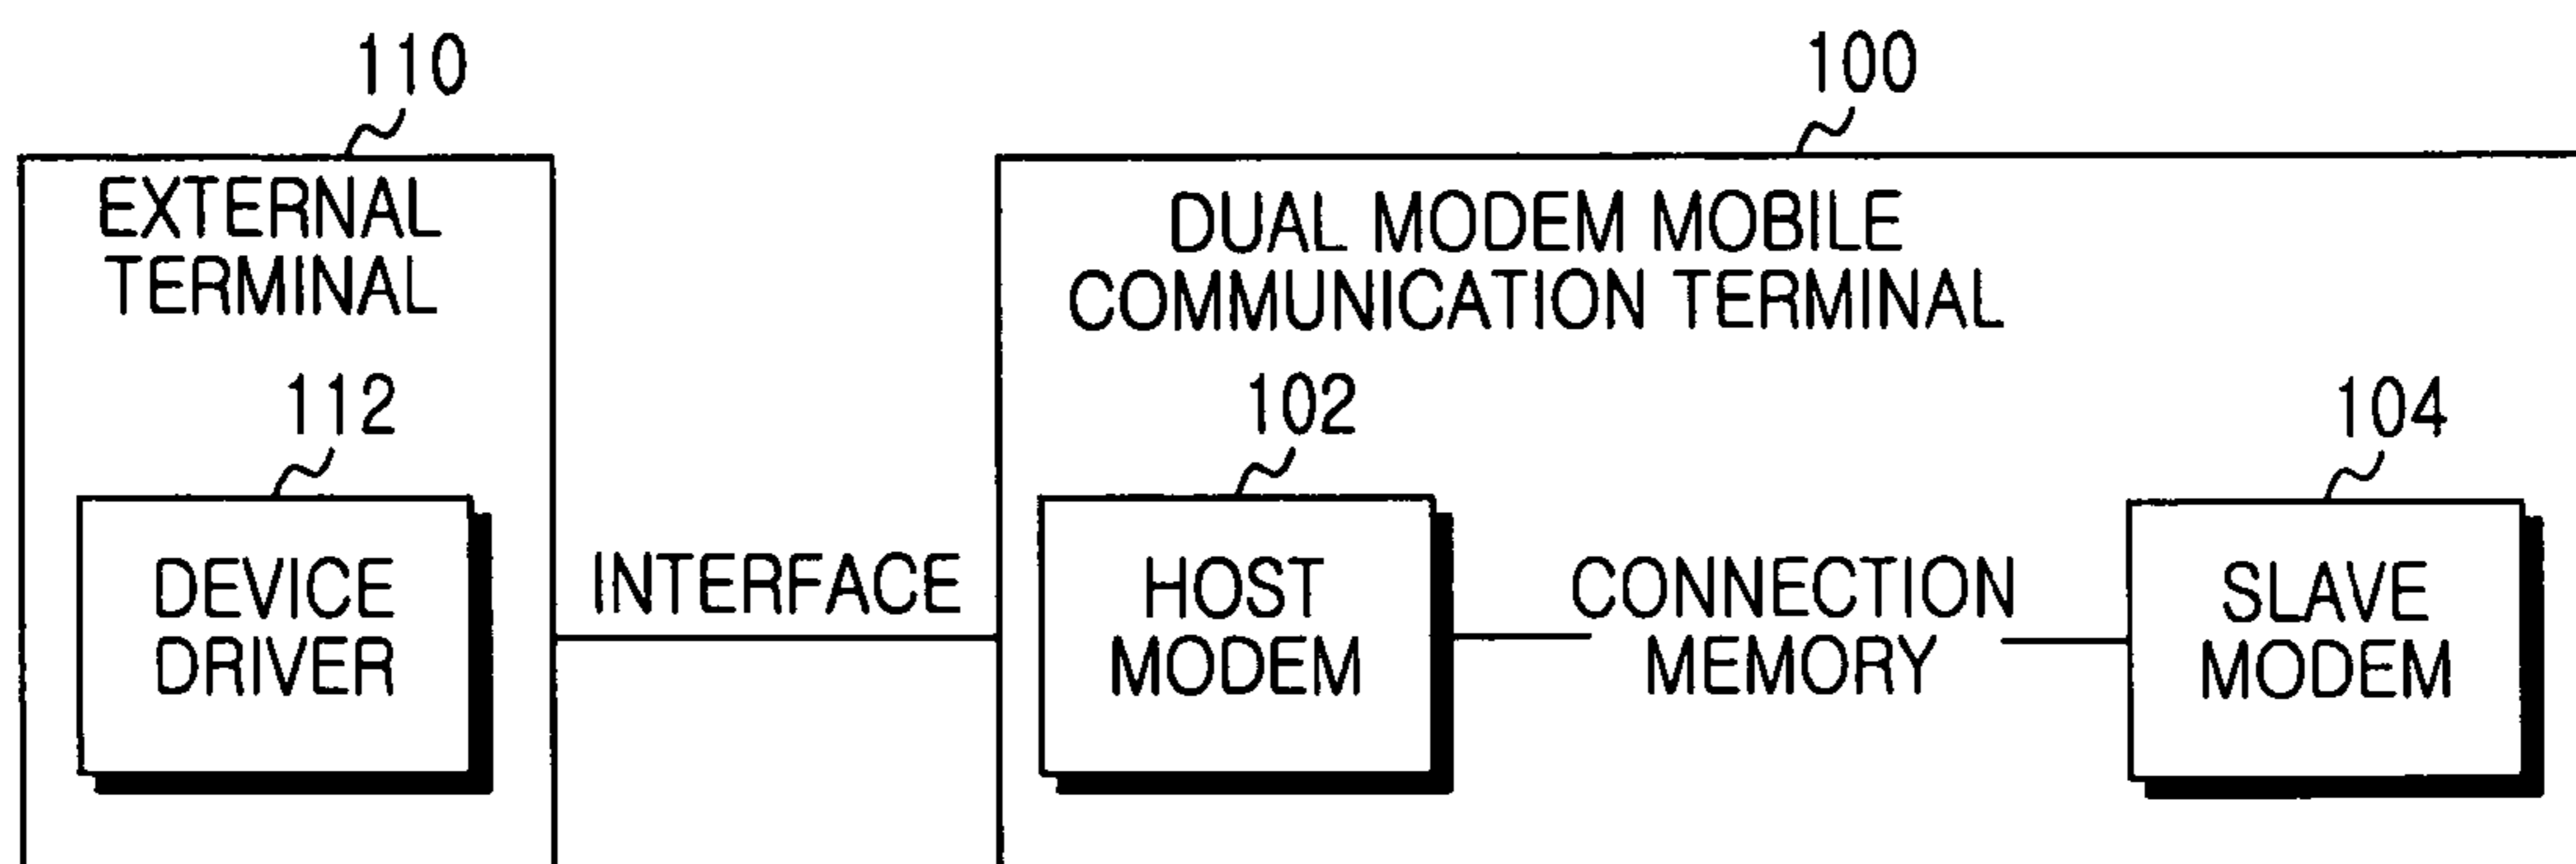 110
100
EXTERNAL
TERMINAL
DUAL MODEM MOBILE
COMMUNICATION TERMINAL
112
102
104
DEVICE
DRIVER
INTERFACE
HOST
MODEM
CONNECTION
MEMORY
SLAVE
MODEM